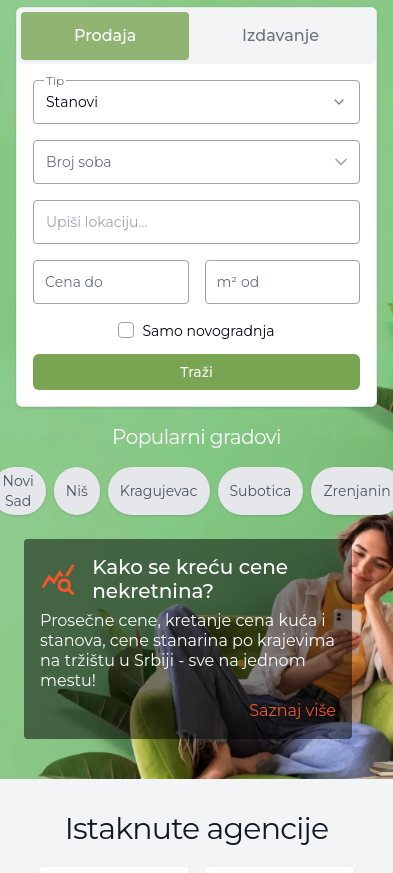 Prodaja
Izdavanje
Tip
Stanovi
Broj soba
Upiši lokaciju...
Cena do
m² od
Samo novogradnja
Traži
Popularni gradovi
Novi
Sad
Niš
Kragujevac
Subotica
Zrenjanin
Kako se kreću cene
nekretnina?
Prosečne cene, kretanje cena kuća i
stanova, cene stanarina po krajevima
na tržištu u Srbiji - sve na jednom
mestu!
Saznaj više
Istaknute agencije